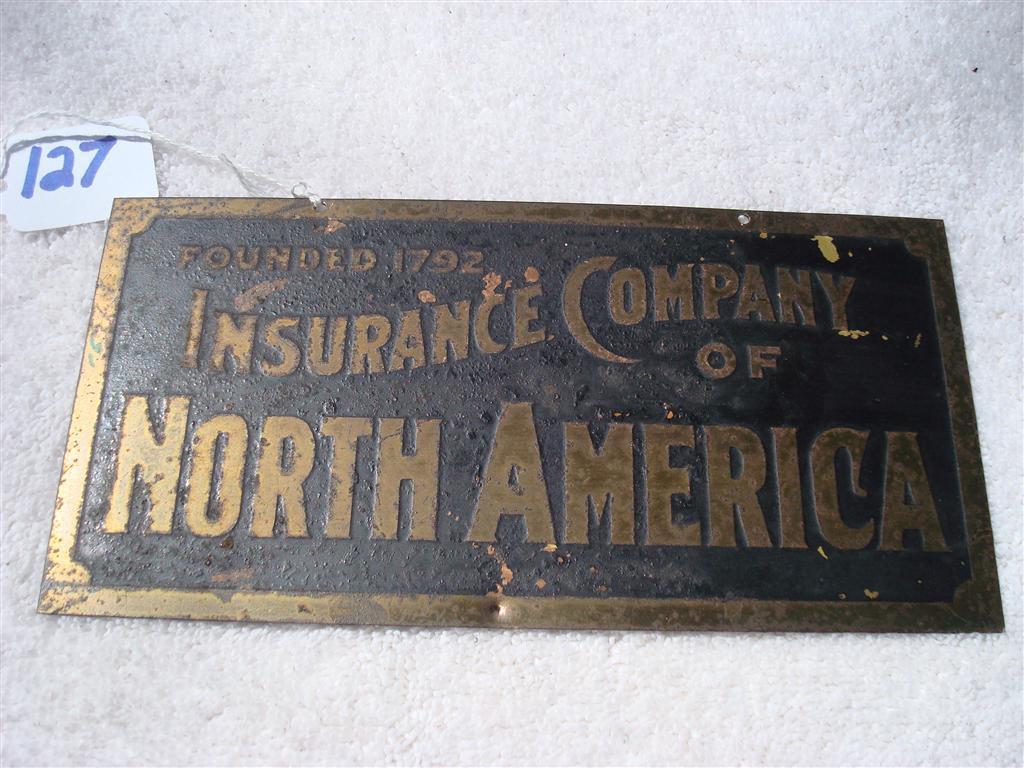 127
FOUNDED 1792
INSURANCE COMPANY
OF
NORTH AMERICA